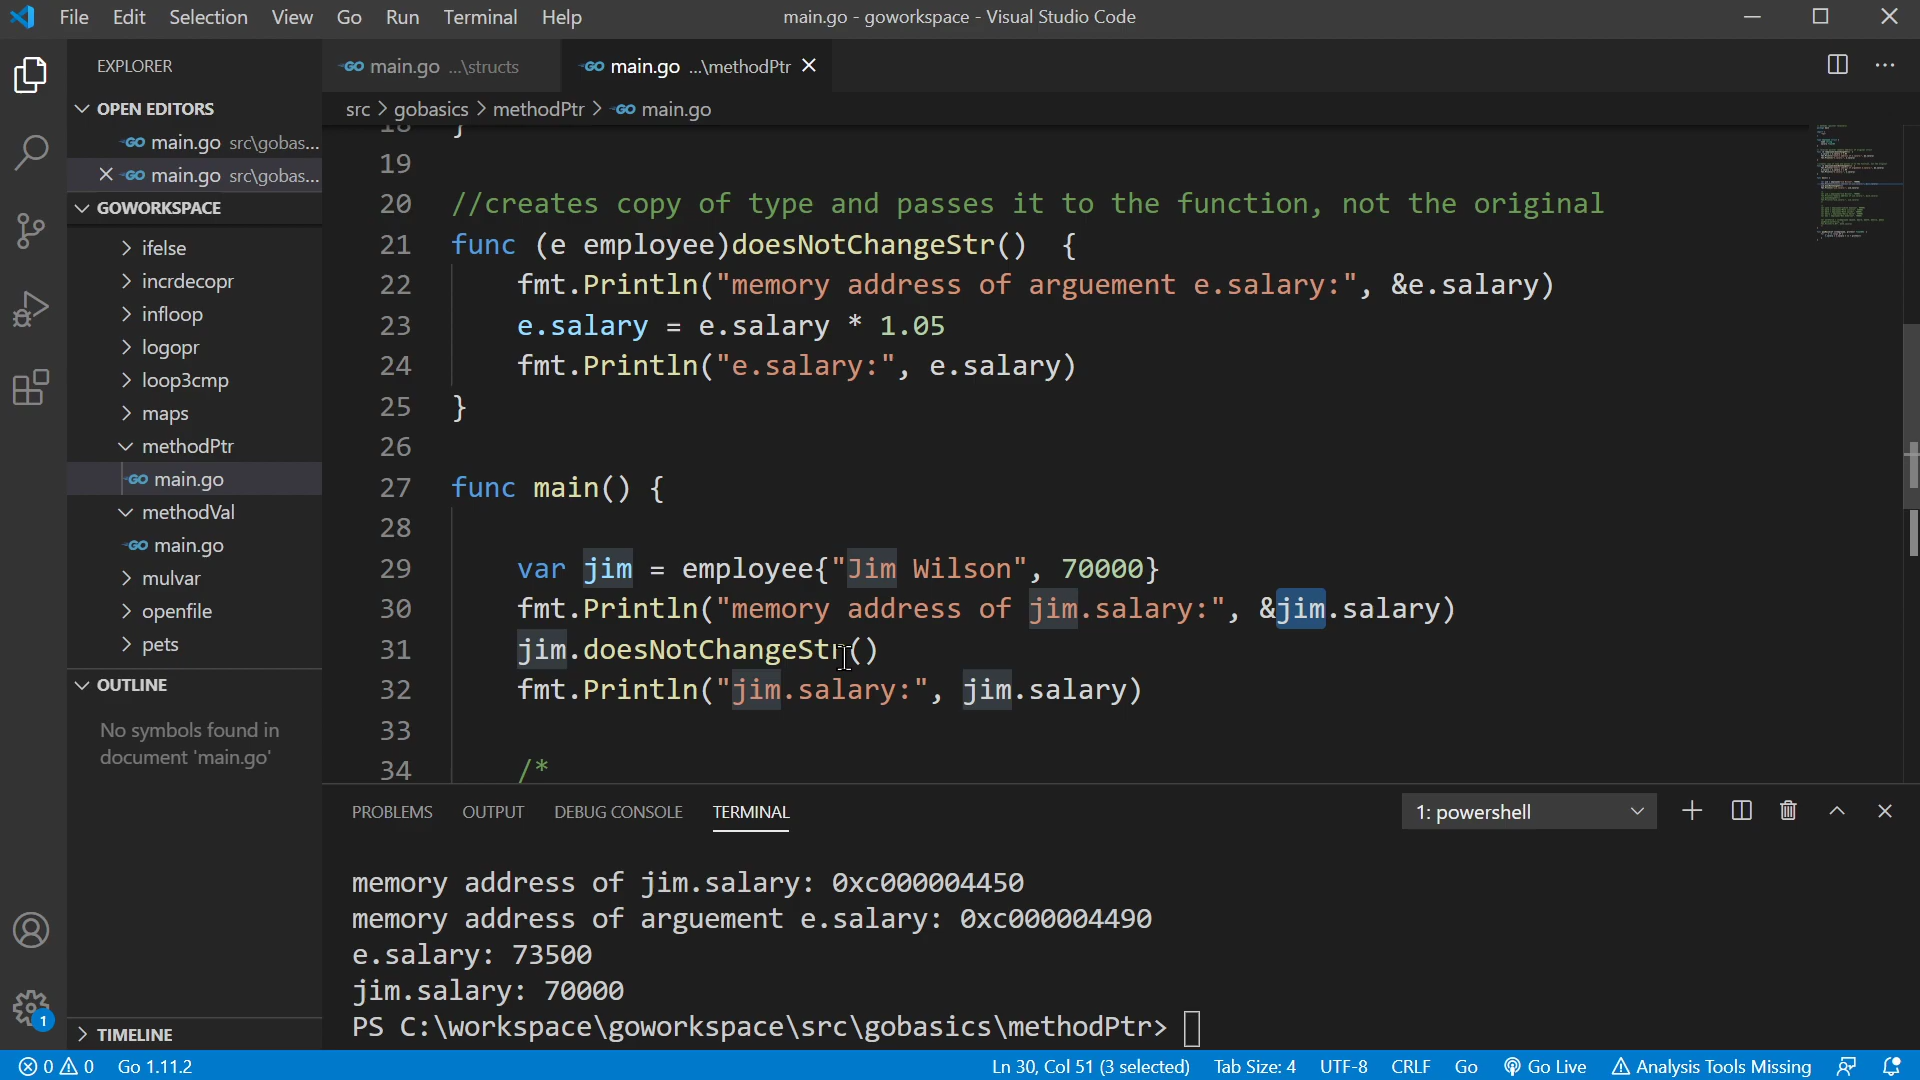 File Edit Selection View Go Run Terminal Help
main.go - goworkspace - Visual Studio Code
EXPLORER
OPEN EDITORS
main.go src\gobas...
main.go src\gobas...
GOWORKSPACE
ifelse
incrdecopr
infloop
logopr
loop3cmp
maps
methodPtr
main.go
methodVal
main.go
mulvar
openfile
pets
OUTLINE
No symbols found in
document 'main.go'
TIMELINE
main.go ...\structs
main.go ...\methodPtr
src > gobasics > methodPtr > main.go
18 }
19
20 //creates copy of type and passes it to the function, not the original
21 func (e employee)doesNotChangeStr() {
22 fmt.Println("memory address of arguement e.salary:", &e.salary)
23 e.salary = e.salary * 1.05
24 fmt.Println("e.salary:", e.salary)
25 }
26
27 func main() {
28
29 var jim = employee{"Jim Wilson", 70000}
30 fmt.Println("memory address of jim.salary:", &jim.salary)
31 jim.doesNotChangeStr()
32 fmt.Println("jim.salary:", jim.salary)
33
34 /*
PROBLEMS OUTPUT DEBUG CONSOLE TERMINAL
1: powershell
memory address of jim.salary: 0xc000004450
memory address of arguement e.salary: 0xc000004490
e.salary: 73500
jim.salary: 70000
PS C:\workspace\goworkspace\src\gobasics\methodPtr>
1
0 0 Go 1.11.2
Ln 30, Col 51 (3 selected) Tab Size: 4 UTF-8 CRLF Go Go Live Analysis Tools Missing